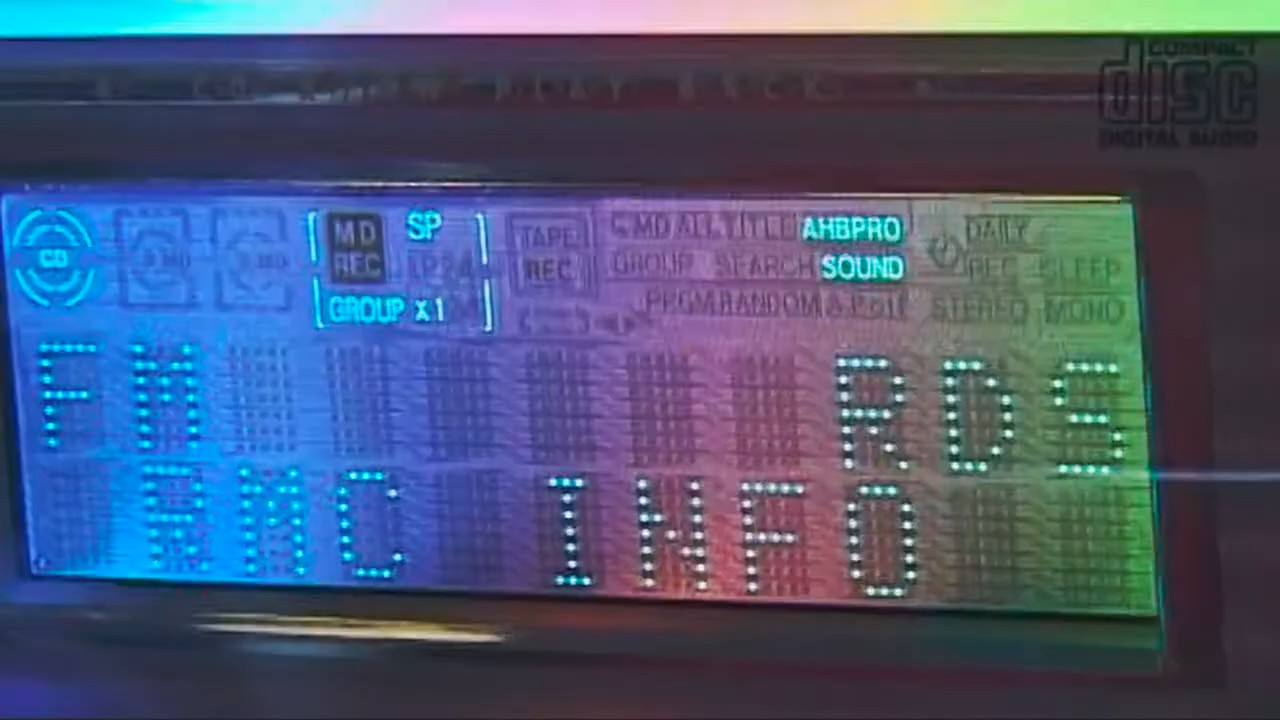 COMPACT
disc
DIGITAL AUDIO
CD
MD REC
SP
GROUP X1
TAPE REC
MD ALL TITLE
GROUP SEARCH
PRGM RANDOM
AHBPRO
SOUND
DAILY
REC SLEEP
STEREO MONO
FM RDS
RMC INFO